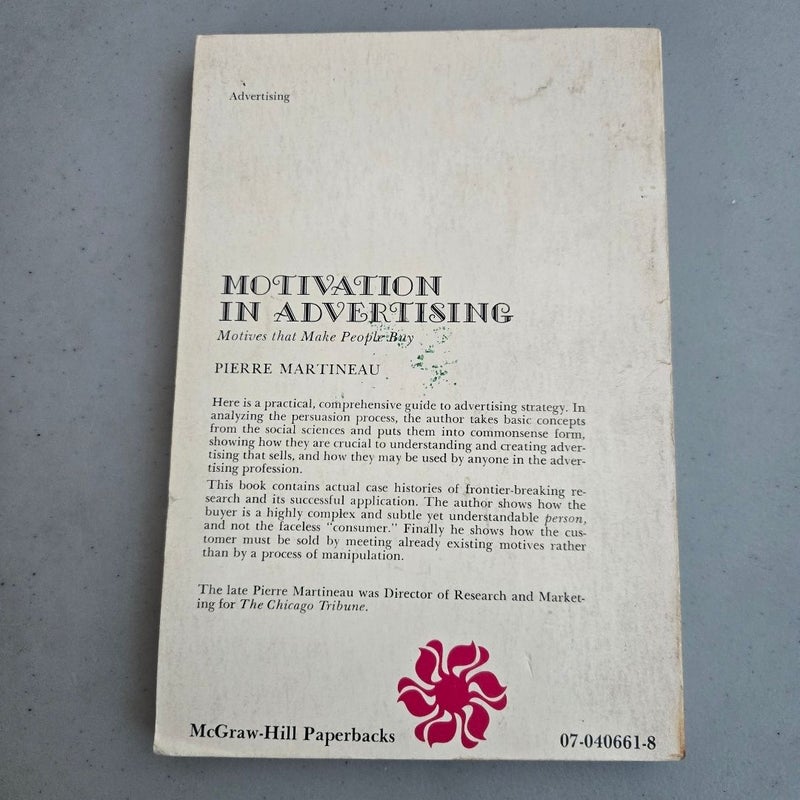 Advertising
MOTIVATION
IN ADVERTISING
Motives that Make People Buy
PIERRE MARTINEAU
Here is a practical, comprehensive guide to advertising strategy. In
analyzing the persuasion process, the author takes basic concepts
from the social sciences and puts them into commonsense form,
showing how they are crucial to understanding and creating adver-
tising that sells, and how they may be used by anyone in the adver-
tising profession.
This book contains actual case histories of frontier-breaking re-
search and its successful application. The author shows how the
buyer is a highly complex and subtle yet understandable person,
and not the faceless "consumer." Finally he shows how the cus-
tomer must be sold by meeting already existing motives rather
than by a process of manipulation.
The late Pierre Martineau was Director of Research and Market-
ing for The Chicago Tribune.
McGraw-Hill Paperbacks
07-040661-8